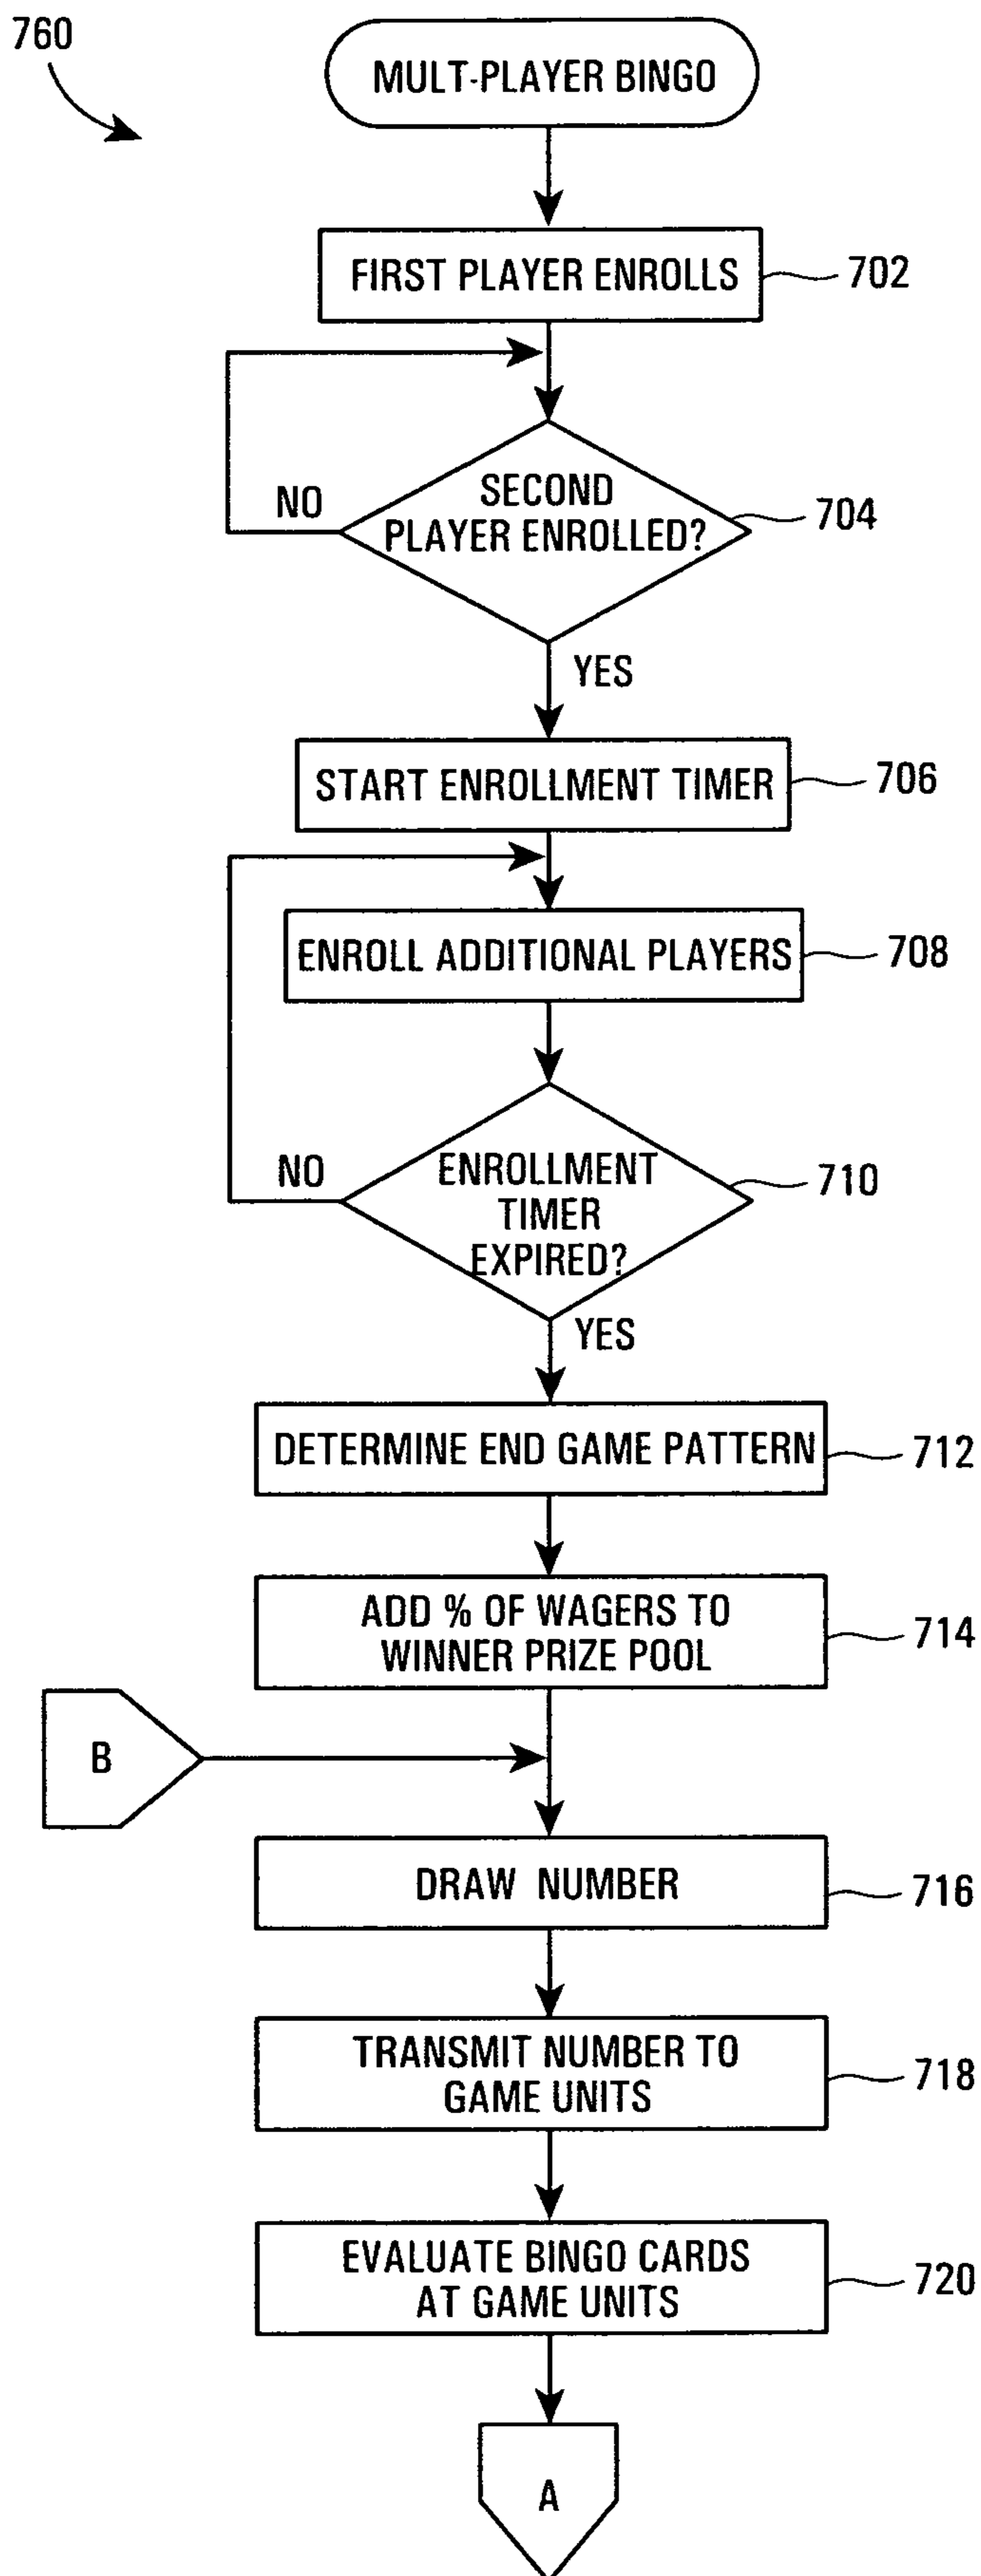 760
MULT-PLAYER BINGO
FIRST PLAYER ENROLLS
702
SECOND
PLAYER ENROLLED?
704
NO
YES
START ENROLLMENT TIMER
706
ENROLL ADDITIONAL PLAYERS
708
ENROLLMENT
TIMER
EXPIRED?
710
NO
YES
DETERMINE END GAME PATTERN
712
ADD % OF WAGERS TO
WINNER PRIZE POOL
714
B
DRAW NUMBER
716
TRANSMIT NUMBER TO
GAME UNITS
718
EVALUATE BINGO CARDS
AT GAME UNITS
720
A